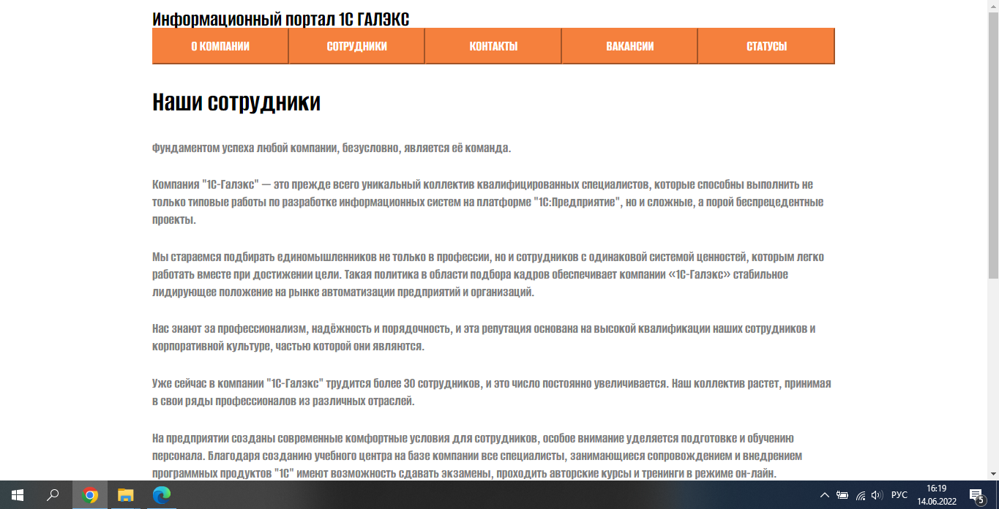 Информационный портал 1С ГАЛЭКС
О КОМПАНИИ
СОТРУДНИКИ
КОНТАКТЫ
ВАКАНСИИ
СТАТУСЫ
Наши сотрудники
Фундаментом успеха любой компании, безусловно, является её команда.
Компания "1С-Галэкс" — это прежде всего уникальный коллектив квалифицированных специалистов, которые способны выполнить не
только типовые работы по разработке информационных систем на платформе "1С:Предприятие", но и сложные, а порой беспрецедентные
проекты.
Мы стараемся подбирать единомышленников не только в профессии, но и сотрудников с одинаковой системой ценностей, которым легко
работать вместе при достижении цели. Такая политика в области подбора кадров обеспечивает компании «1С-Галэкс» стабильное
лидирующее положение на рынке автоматизации предприятий и организаций.
Нас знают за профессионализм, надёжность и порядочность, и эта репутация основана на высокой квалификации наших сотрудников и
корпоративной культуре, частью которой они являются.
Уже сейчас в компании "1С-Галэкс" трудится более 30 сотрудников, и это число постоянно увеличивается. Наш коллектив растет, принимая
в свои ряды профессионалов из различных отраслей.
На предприятии созданы современные комфортные условия для сотрудников, особое внимание уделяется подготовке и обучению
персонала. Благодаря созданию учебного центра на базе компании все специалисты, занимающиеся сопровождением и внедрением
программных продуктов "1С" имеют возможность сдавать экзамены, проходить авторские курсы и тренинги в режиме он-лайн.
РУС
16:19
14.06.2022
5